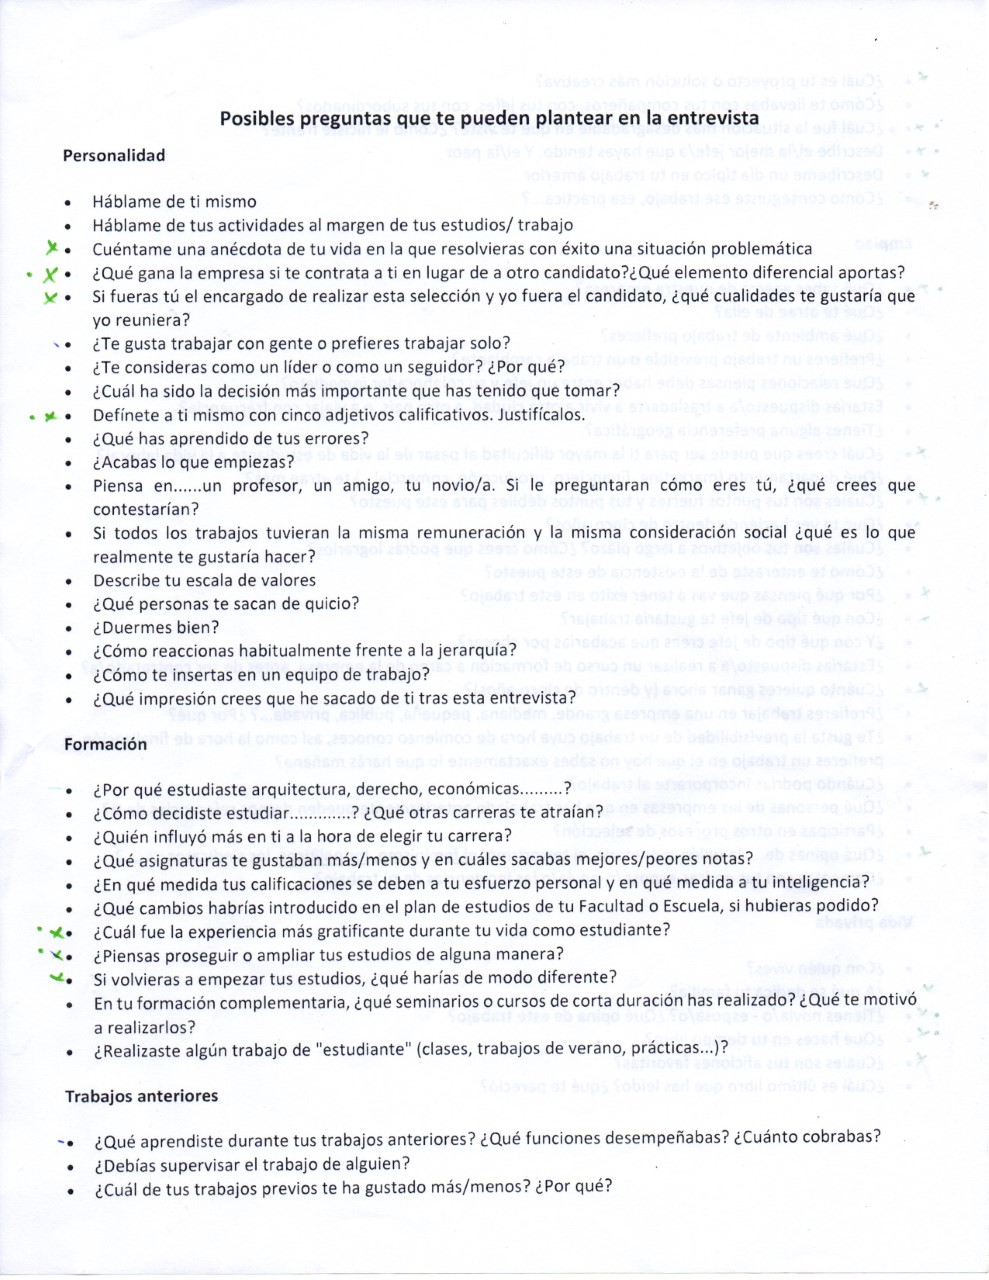 Posibles preguntas que te pueden plantear en la entrevista
Personalidad
• Háblame de ti mismo
• Háblame de tus actividades al margen de tus estudios/ trabajo
• Cuéntame una anécdota de tu vida en la que resolvieras con éxito una situación problemática
• ¿Qué gana la empresa si te contrata a ti en lugar de a otro candidato?¿Qué elemento diferencial aportas?
• Si fueras tú el encargado de realizar esta selección y yo fuera el candidato, ¿qué cualidades te gustaría que
yo reuniera?
• ¿Te gusta trabajar con gente o prefieres trabajar solo?
• ¿Te consideras como un líder o como un seguidor? ¿Por qué?
• ¿Cuál ha sido la decisión más importante que has tenido que tomar?
• Defínete a ti mismo con cinco adjetivos calificativos. Justifícalos.
• ¿Qué has aprendido de tus errores?
• ¿Acabas lo que empiezas?
• Piensa en......un profesor, un amigo, tu novio/a. Si le preguntaran cómo eres tú, ¿qué crees que
contestarían?
• Si todos los trabajos tuvieran la misma remuneración y la misma consideración social ¿qué es lo que
realmente te gustaría hacer?
• Describe tu escala de valores
• ¿Qué personas te sacan de quicio?
• ¿Duermes bien?
• ¿Cómo reaccionas habitualmente frente a la jerarquía?
• ¿Cómo te insertas en un equipo de trabajo?
• ¿Qué impresión crees que he sacado de ti tras esta entrevista?
Formación
• ¿Por qué estudiaste arquitectura, derecho, económicas.........?
• ¿Cómo decidiste estudiar.............? ¿Qué otras carreras te atraían?
• ¿Quién influyó más en ti a la hora de elegir tu carrera?
• ¿Qué asignaturas te gustaban más/menos y en cuáles sacabas mejores/peores notas?
• ¿En qué medida tus calificaciones se deben a tu esfuerzo personal y en qué medida a tu inteligencia?
• ¿Qué cambios habrías introducido en el plan de estudios de tu Facultad o Escuela, si hubieras podido?
• ¿Cuál fue la experiencia más gratificante durante tu vida como estudiante?
• ¿Piensas proseguir o ampliar tus estudios de alguna manera?
• Si volvieras a empezar tus estudios, ¿qué harías de modo diferente?
• En tu formación complementaria, ¿qué seminarios o cursos de corta duración has realizado? ¿Qué te motivó
a realizarlos?
• ¿Realizaste algún trabajo de "estudiante" (clases, trabajos de verano, prácticas...)?
Trabajos anteriores
• ¿Qué aprendiste durante tus trabajos anteriores? ¿Qué funciones desempeñabas? ¿Cuánto cobrabas?
• ¿Debías supervisar el trabajo de alguien?
• ¿Cuál de tus trabajos previos te ha gustado más/menos? ¿Por qué?